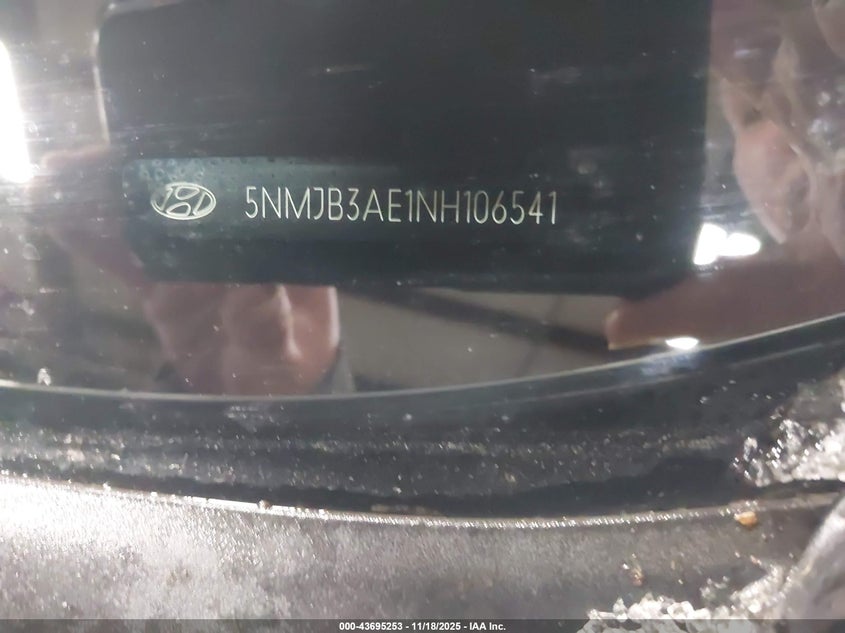 5NMJB3AE1NH106541
000-43695253 - 11/18/2025 - IAA Inc.